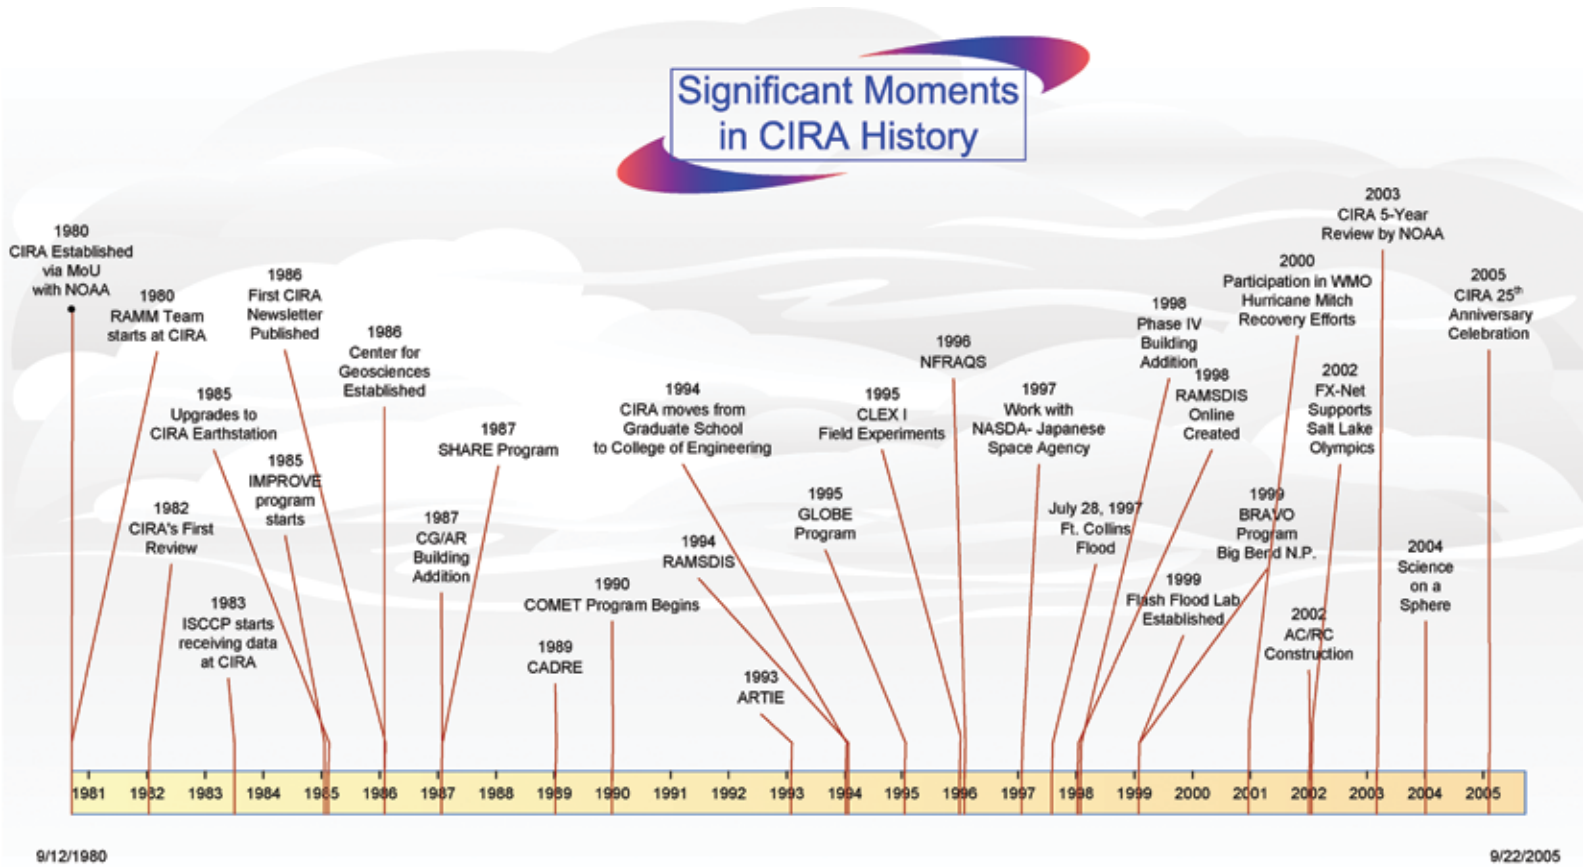 Significant Moments
in CIRA History
1980
CIRA Established
via MoU
with NOAA
1980
RAMM Team
starts at CIRA
1982
CIRA's First
Review
1983
ISCCP starts
receiving data
at CIRA
1985
Upgrades to
CIRA Earthstation
1985
IMPROVE
program
starts
1986
First CIRA
Newsletter
Published
1986
Center for
Geosciences
Established
1987
CG/AR
Building
Addition
1987
SHARE Program
1989
CADRE
1990
COMET Program Begins
1993
ARTIE
1994
CIRA moves from
Graduate School
to College of Engineering
1994
RAMSDIS
1995
GLOBE
Program
1995
CLEX I
Field Experiments
1996
NFRAQS
1997
Work with
NASDA- Japanese
Space Agency
July 28, 1997
Ft. Collins
Flood
1998
Phase IV
Building
Addition
1998
RAMSDIS
Online
Created
1999
Flash Flood Lab
Established
1999
BRAVO
Program
Big Bend N.P.
2000
Participation in WMO
Hurricane Mitch
Recovery Efforts
2002
AC/RC
Construction
2002
FX-Net
Supports
Salt Lake
Olympics
2003
CIRA 5-Year
Review by NOAA
2004
Science
on a
Sphere
2005
CIRA 25th
Anniversary
Celebration
1981 1982 1983 1984 1985 1986 1987 1988 1989 1990 1991 1992 1993 1994 1995 1996 1997 1998 1999 2000 2001 2002 2003 2004 2005
9/12/1980 9/22/2005